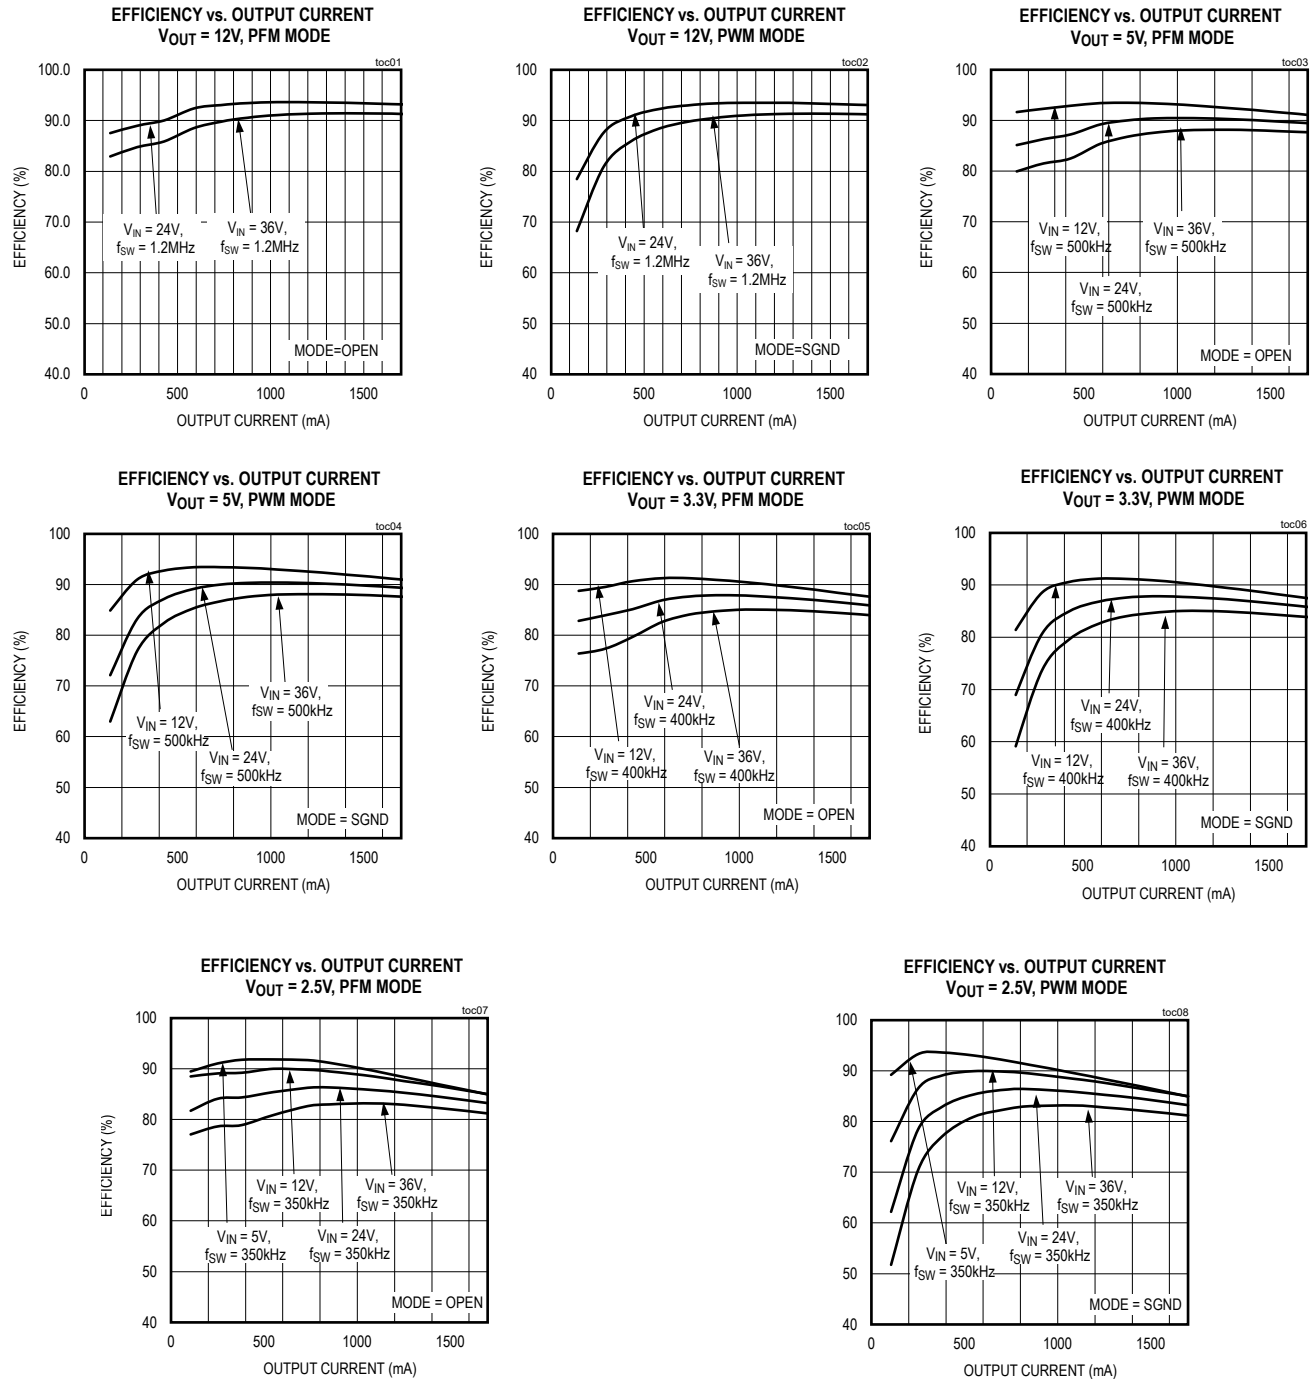 EFFICIENCY vs. OUTPUT CURRENT
VOUT = 12V, PFM MODE
toc01
100.0
90.0
80.0
70.0
60.0
50.0
40.0
EFFICIENCY (%)
VIN = 24V,
fSW = 1.2MHz
VIN = 36V,
fSW = 1.2MHz
MODE=OPEN
0
500
1000
1500
OUTPUT CURRENT (mA)
EFFICIENCY vs. OUTPUT CURRENT
VOUT = 12V, PWM MODE
toc02
100
90
80
70
60
50
40
EFFICIENCY (%)
VIN = 24V,
fSW = 1.2MHz
VIN = 36V,
fSW = 1.2MHz
MODE=SGND
0
500
1000
1500
OUTPUT CURRENT (mA)
EFFICIENCY vs. OUTPUT CURRENT
VOUT = 5V, PFM MODE
toc03
100
90
80
70
60
50
40
EFFICIENCY (%)
VIN = 12V,
fSW = 500kHz
VIN = 36V,
fSW = 500kHz
VIN = 24V,
fSW = 500kHz
MODE = OPEN
0
500
1000
1500
OUTPUT CURRENT (mA)
EFFICIENCY vs. OUTPUT CURRENT
VOUT = 5V, PWM MODE
toc04
100
90
80
70
60
50
40
EFFICIENCY (%)
VIN = 36V,
fSW = 500kHz
VIN = 12V,
fSW = 500kHz
VIN = 24V,
fSW = 500kHz
MODE = SGND
0
500
1000
1500
OUTPUT CURRENT (mA)
EFFICIENCY vs. OUTPUT CURRENT
VOUT = 3.3V, PFM MODE
toc05
100
90
80
70
60
50
40
EFFICIENCY (%)
VIN = 24V,
fSW = 400kHz
VIN = 12V,
fSW = 400kHz
VIN = 36V,
fSW = 400kHz
MODE = OPEN
0
500
1000
1500
OUTPUT CURRENT (mA)
EFFICIENCY vs. OUTPUT CURRENT
VOUT = 3.3V, PWM MODE
toc06
100
90
80
70
60
50
40
EFFICIENCY (%)
VIN = 24V,
fSW = 400kHz
VIN = 12V,
fSW = 400kHz
VIN = 36V,
fSW = 400kHz
MODE = SGND
0
500
1000
1500
OUTPUT CURRENT (mA)
EFFICIENCY vs. OUTPUT CURRENT
VOUT = 2.5V, PFM MODE
toc07
100
90
80
70
60
50
40
EFFICIENCY (%)
VIN = 12V,
fSW = 350kHz
VIN = 36V,
fSW = 350kHz
VIN = 5V,
fSW = 350kHz
VIN = 24V,
fSW = 350kHz
MODE = OPEN
0
500
1000
1500
OUTPUT CURRENT (mA)
EFFICIENCY vs. OUTPUT CURRENT
VOUT = 2.5V, PWM MODE
toc08
100
90
80
70
60
50
40
EFFICIENCY (%)
VIN = 12V,
fSW = 350kHz
VIN = 36V,
fSW = 350kHz
VIN = 5V,
fSW = 350kHz
VIN = 24V,
fSW = 350kHz
MODE = SGND
0
500
1000
1500
OUTPUT CURRENT (mA)